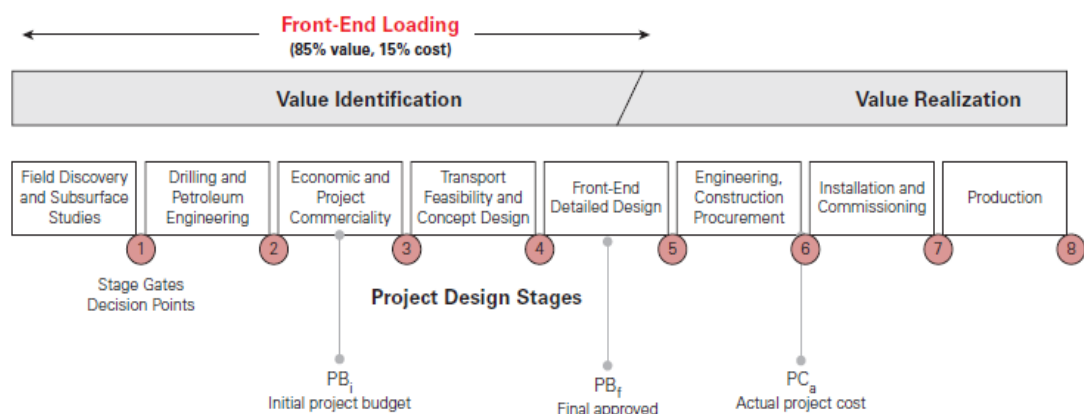 Front-End Loading
(85% value, 15% cost)
Value Identification
Value Realization
Field Discovery
and Subsurface
Studies
Drilling and
Petroleum
Engineering
Economic and
Project
Commerciality
Transport
Feasibility and
Concept Design
Front-End
Detailed Design
Engineering,
Construction
Procurement
Installation and
Commissioning
Production
1
2
3
4
5
6
7
8
Stage Gates
Decision Points
Project Design Stages
PBi
Initial project budget
PBf
Final approved
PCa
Actual project cost